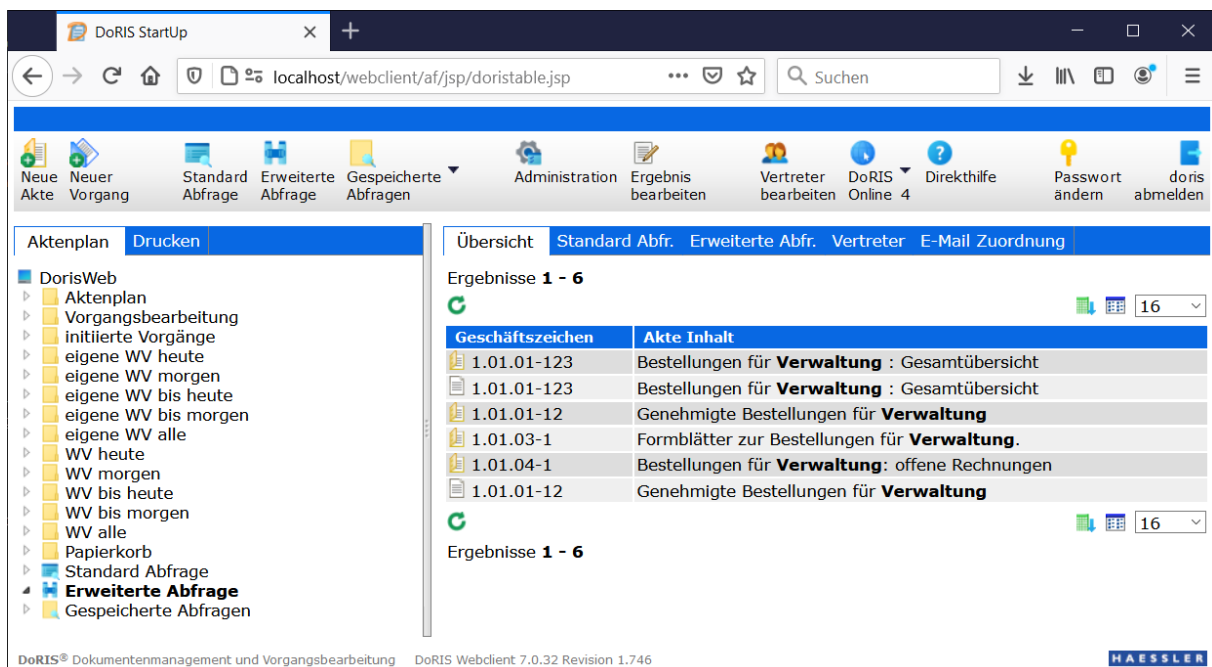 DoRIS StartUp
localhost/webclient/af/jsp/doristable.jsp
Suchen
Neue Akte
Neuer Vorgang
Standard Abfrage
Erweiterte Abfrage
Gespeicherte Abfragen
Administration
Ergebnis bearbeiten
Vertreter bearbeiten
DoRIS Online 4
Direkthilfe
Passwort ändern
doris abmelden
Aktenplan Drucken
DorisWeb
Aktenplan
Vorgangsbearbeitung
initiierte Vorgänge
eigene WV heute
eigene WV morgen
eigene WV bis heute
eigene WV bis morgen
eigene WV alle
WV heute
WV morgen
WV bis heute
WV bis morgen
WV alle
Papierkorb
Standard Abfrage
Erweiterte Abfrage
Gespeicherte Abfragen
Übersicht Standard Abfr. Erweiterte Abfr. Vertreter E-Mail Zuordnung
Ergebnisse 1 - 6
16
Geschäftszeichen Akte Inhalt
1.01.01-123 Bestellungen für Verwaltung : Gesamtübersicht
1.01.01-123 Bestellungen für Verwaltung : Gesamtübersicht
1.01.01-12 Genehmigte Bestellungen für Verwaltung
1.01.03-1 Formblätter zur Bestellungen für Verwaltung.
1.01.04-1 Bestellungen für Verwaltung: offene Rechnungen
1.01.01-12 Genehmigte Bestellungen für Verwaltung
16
Ergebnisse 1 - 6
DoRIS® Dokumentenmanagement und Vorgangsbearbeitung DoRIS Webclient 7.0.32 Revision 1.746
HAESSLER